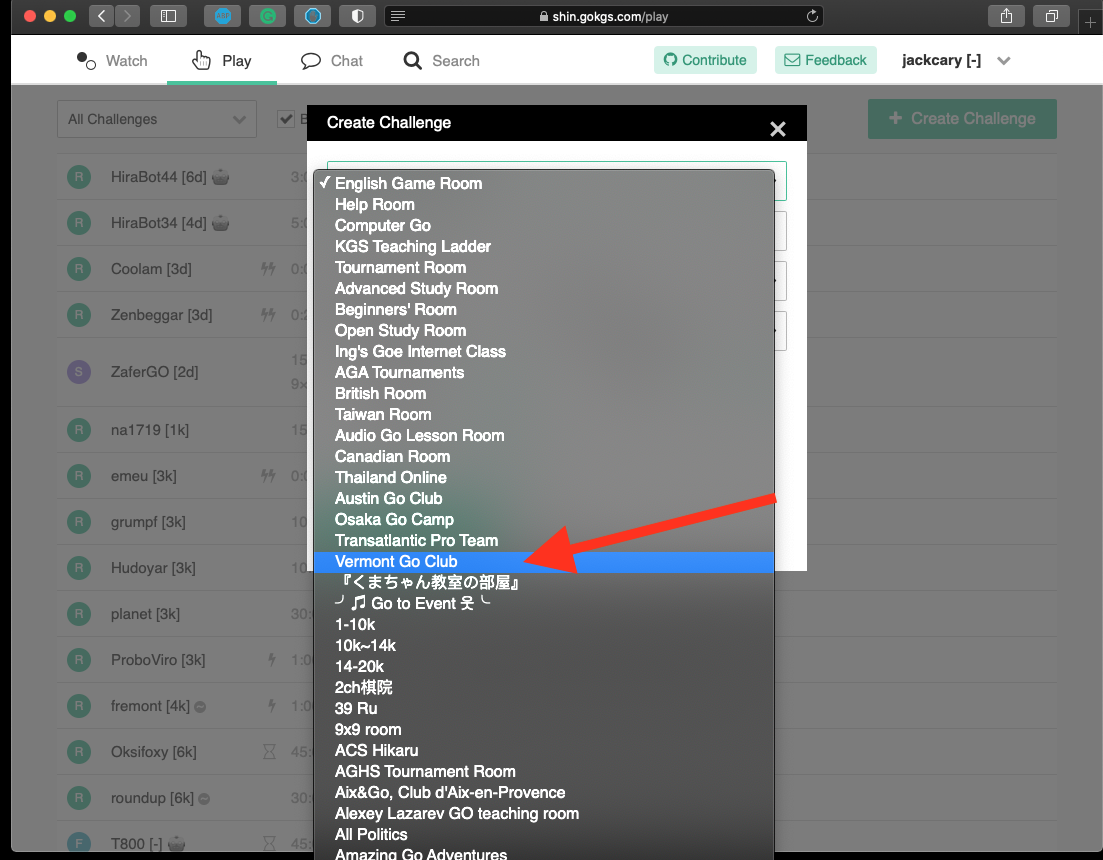 shin.gokgs.com/play
Watch
Play
Chat
Search
Contribute
Feedback
jackcary [-]
All Challenges
Create Challenge
Create Challenge
R HiraBot44 [6d]
R HiraBot34 [4d]
R Coolam [3d]
R Zenbeggar [3d]
S ZaferGO [2d]
R na1719 [1k]
R emeu [3k]
R grumpf [3k]
R Hudoyar [3k]
R planet [3k]
R ProboViro [3k]
R fremont [4k]
R Oksifoxy [6k]
R roundup [6k]
F T800 [-]
✓ English Game Room
Help Room
Computer Go
KGS Teaching Ladder
Tournament Room
Advanced Study Room
Beginners' Room
Open Study Room
Ing's Goe Internet Class
AGA Tournaments
British Room
Taiwan Room
Audio Go Lesson Room
Canadian Room
Thailand Online
Austin Go Club
Osaka Go Camp
Transatlantic Pro Team
Vermont Go Club
『くまちゃん教室の部屋』
╯♫ Go to Event 웃 ╰
1-10k
10k~14k
14-20k
2ch棋院
39 Ru
9x9 room
ACS Hikaru
AGHS Tournament Room
Aix&Go, Club d'Aix-en-Provence
Alexey Lazarev GO teaching room
All Politics
Amazing Go Adventures